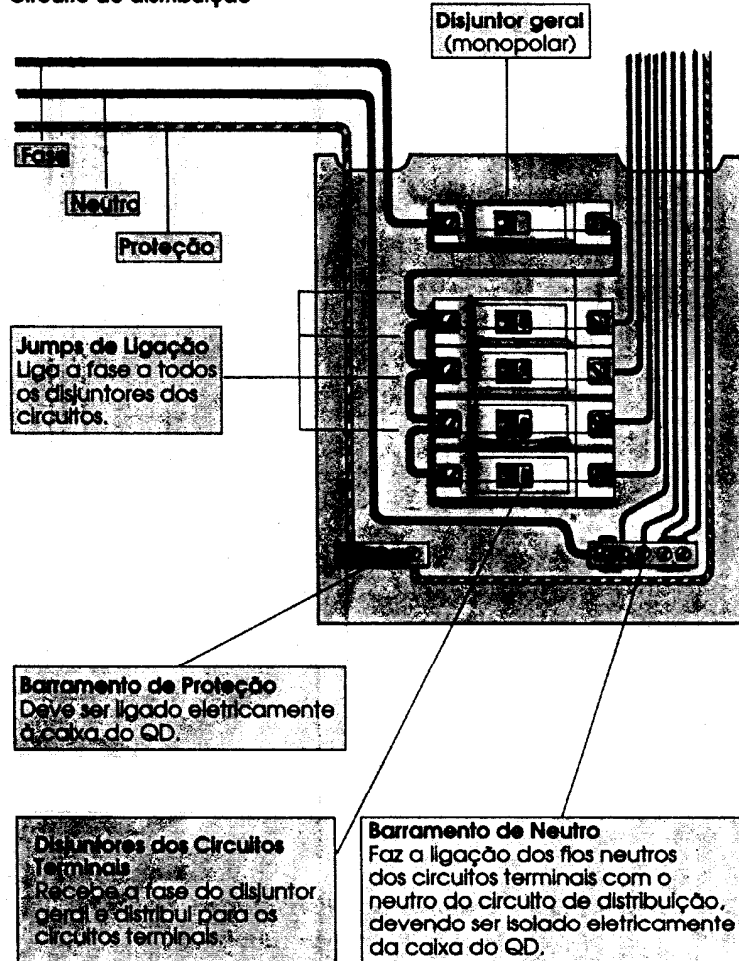 Circuito de distribuição
Disjuntor geral
(monopolar)
Fase
Neutro
Proteção
Jumps de Ligação
Liga a fase a todos
os disjuntores dos
circuitos.
Barramento de Proteção
Deve ser ligado eletricamente
à caixa do QD.
Disjuntores dos Circuitos
Terminais
Recebe a fase do disjuntor
geral e distribui para os
circuitos terminais.
Barramento de Neutro
Faz a ligação dos fios neutros
dos circuitos terminais com o
neutro do circuito de distribuição,
devendo ser isolado eletricamente
da caixa do QD.